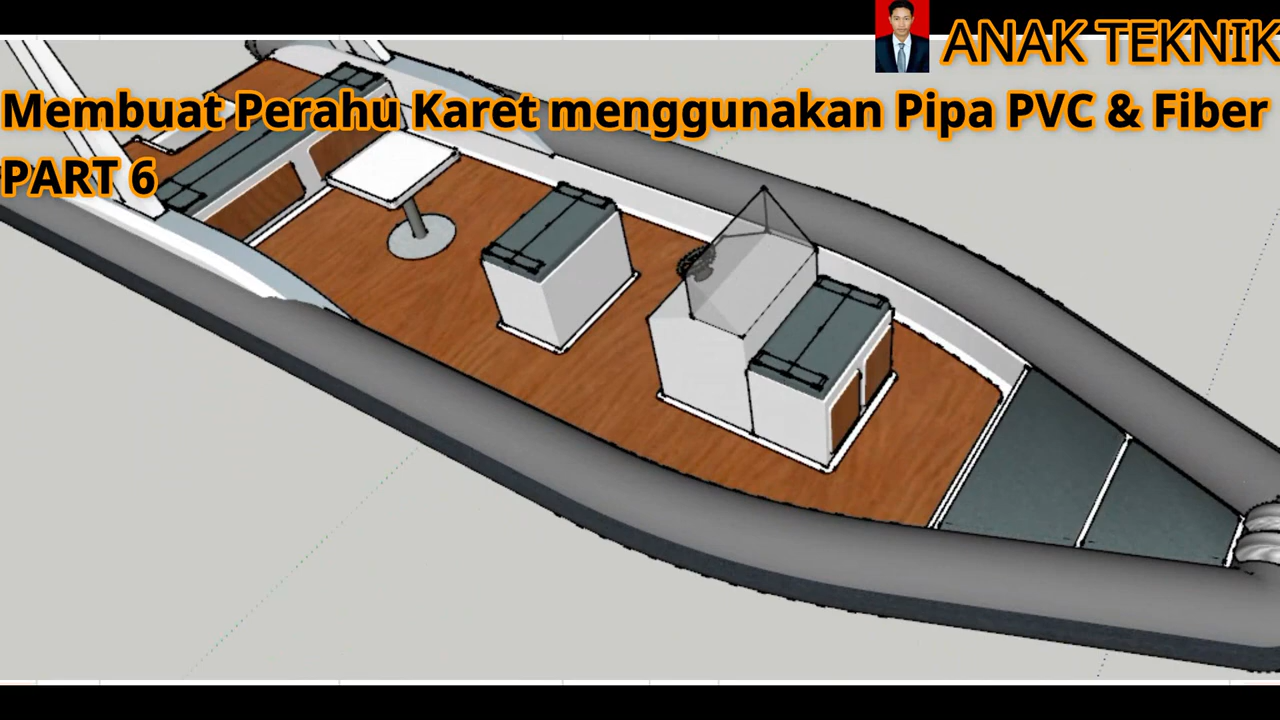 ANAK TEKNIK
Membuat Perahu Karet menggunakan Pipa PVC & Fiber
PART 6